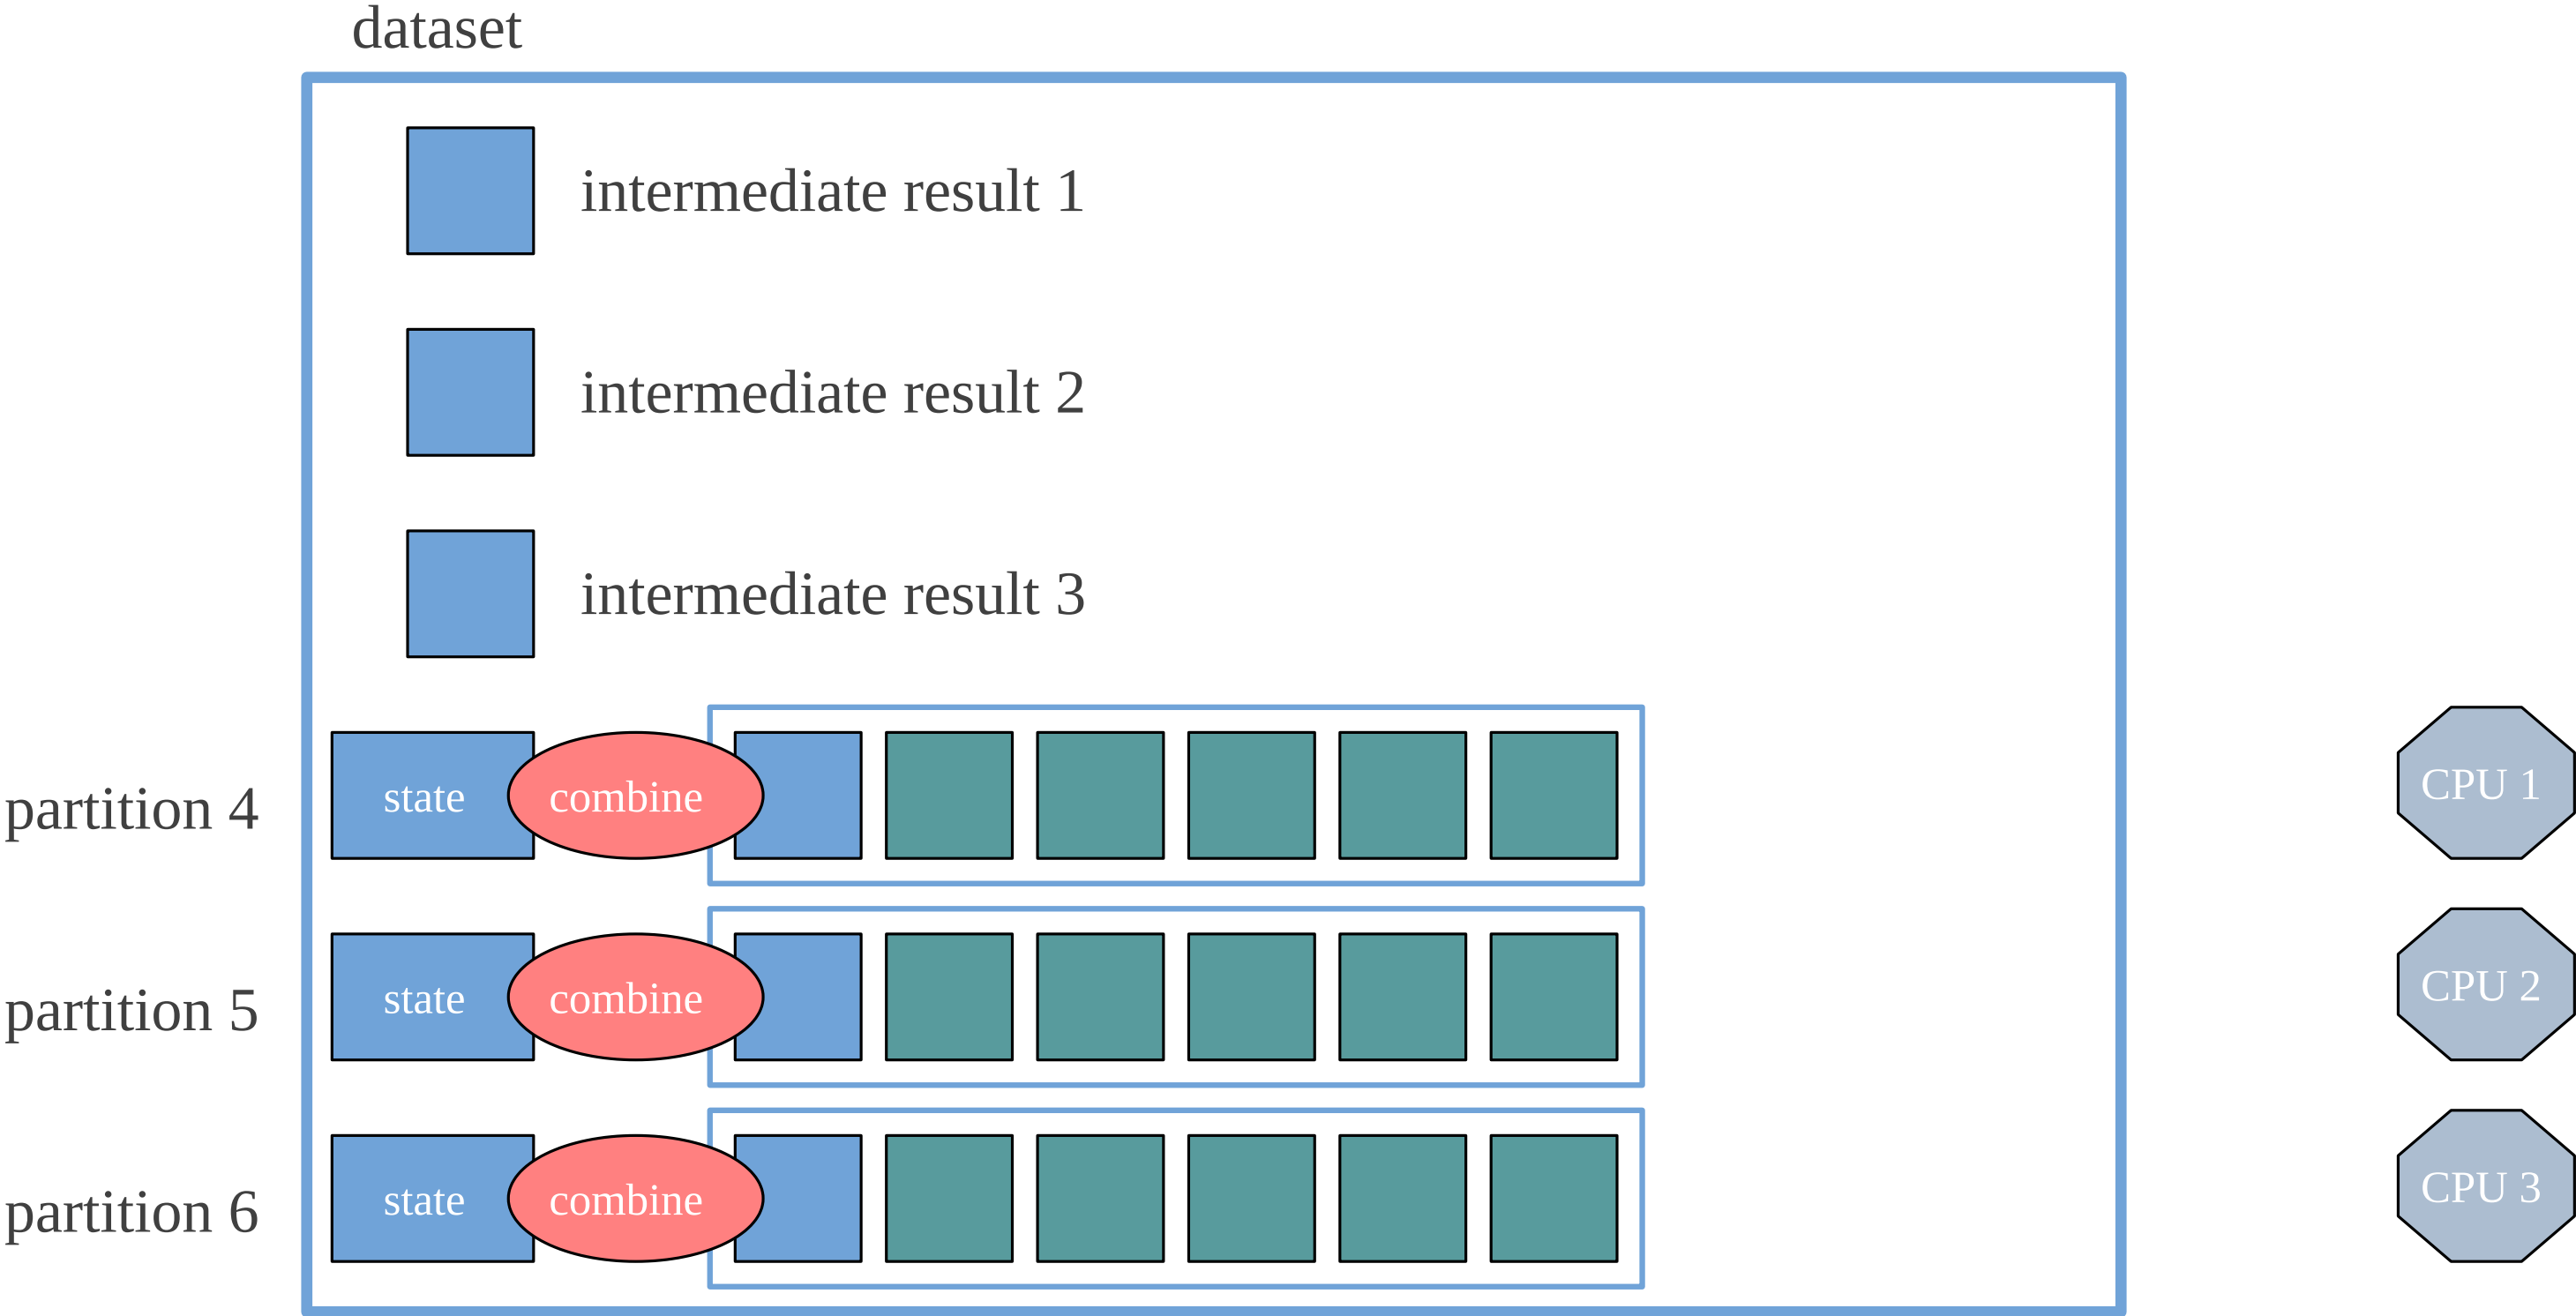 dataset
intermediate result 1
intermediate result 2
intermediate result 3
partition 4
state
combine
CPU 1
partition 5
state
combine
CPU 2
partition 6
state
combine
CPU 3